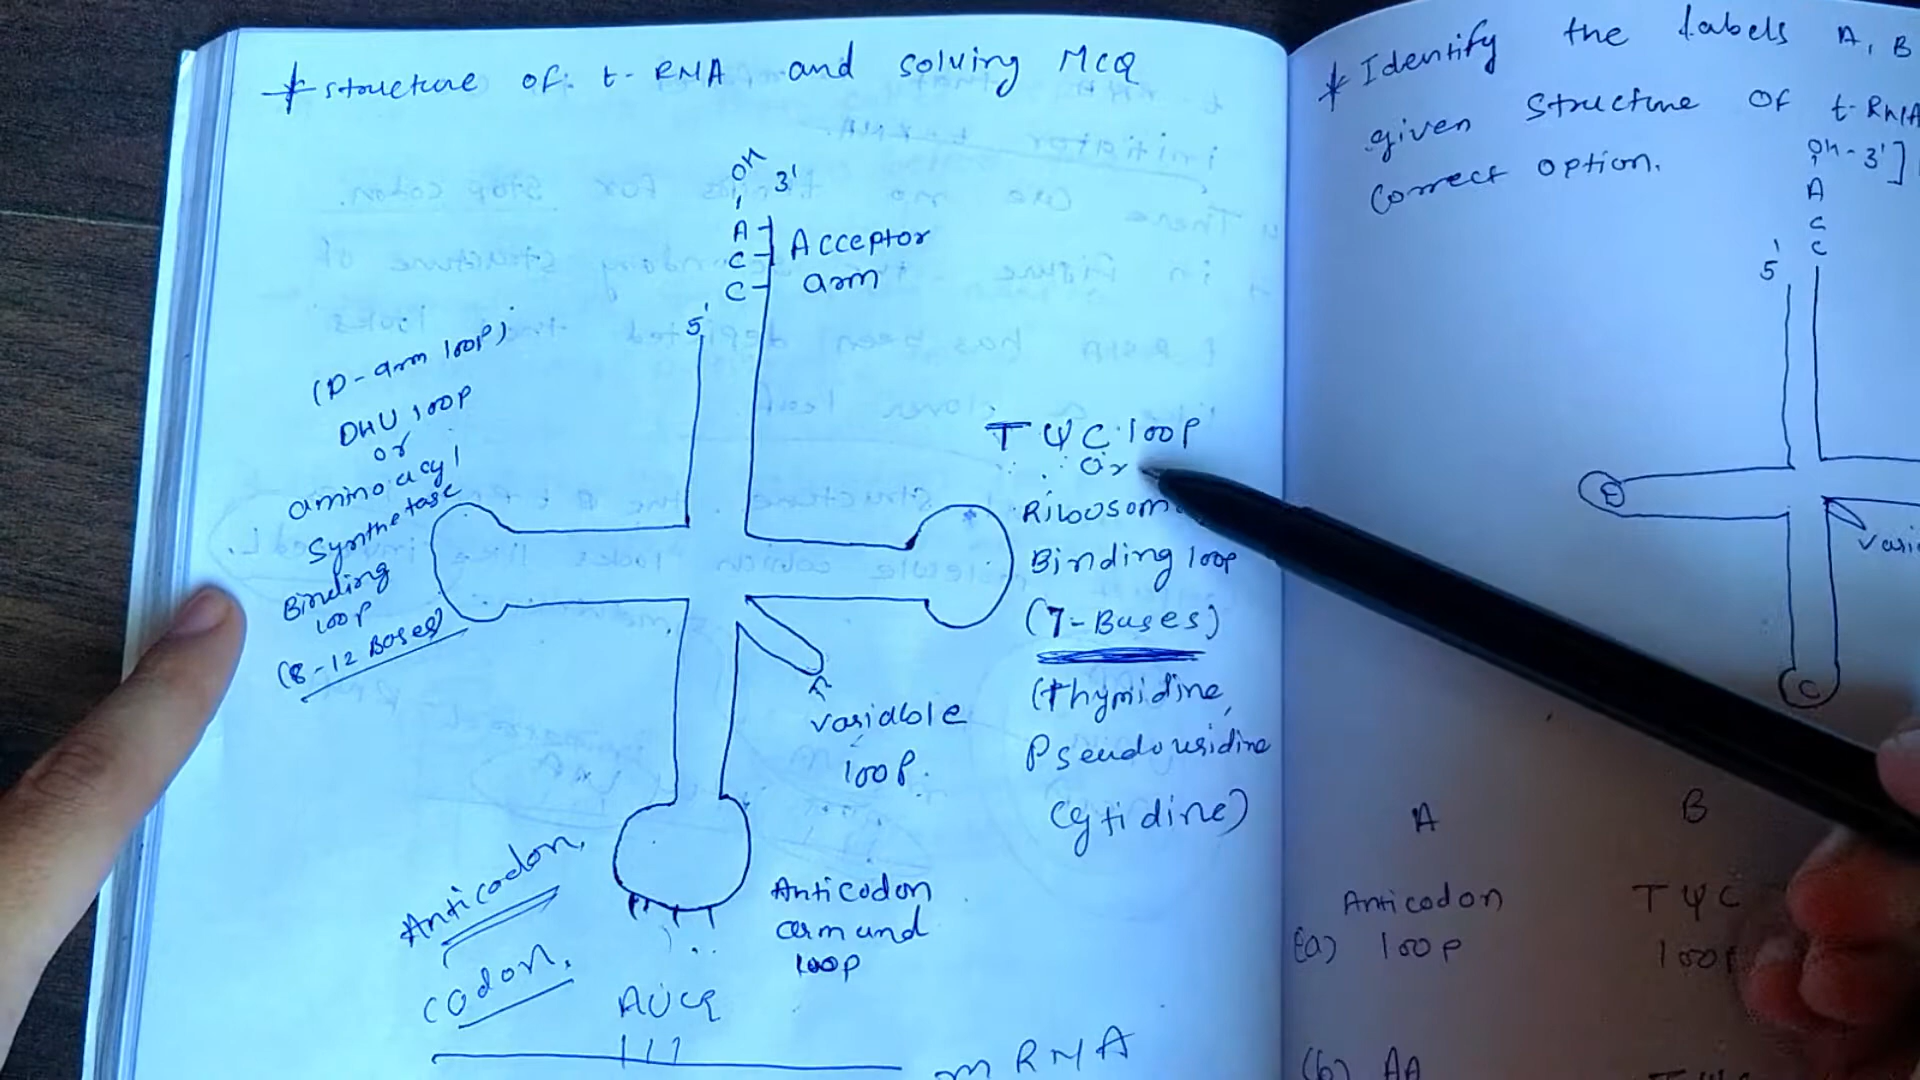 * structure of t-RNA and solving MCQ
OH 3'
A
C
C
Acceptor
arm
5'
(D-arm loop)
DHU loop
or
aminoacyl
Synthetase
Binding
loop
(8-12 Bases)
TΨC loop
Or
Ribosom
Binding loop
(7-Bases)
(Thymidine,
Pseudouridine
Cytidine)
variable
loop.
Anticodon
arm and
loop
Anticodon,
codon,
AUG
mRNA
* Identify the labels A, B
given structure of t-RNA
Correct option.
OH-3']
A
C
C
5'
E
vari
C
A B
Anticodon TΨC
(a) loop loop
(b) AA